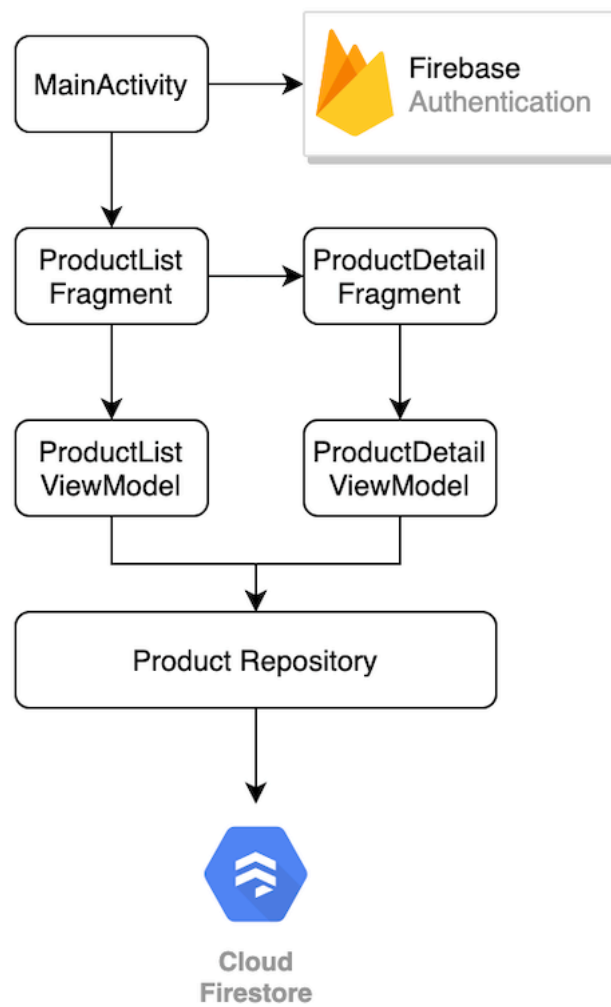 MainActivity
Firebase
Authentication
ProductList
Fragment
ProductDetail
Fragment
ProductList
ViewModel
ProductDetail
ViewModel
Product Repository
Cloud
Firestore